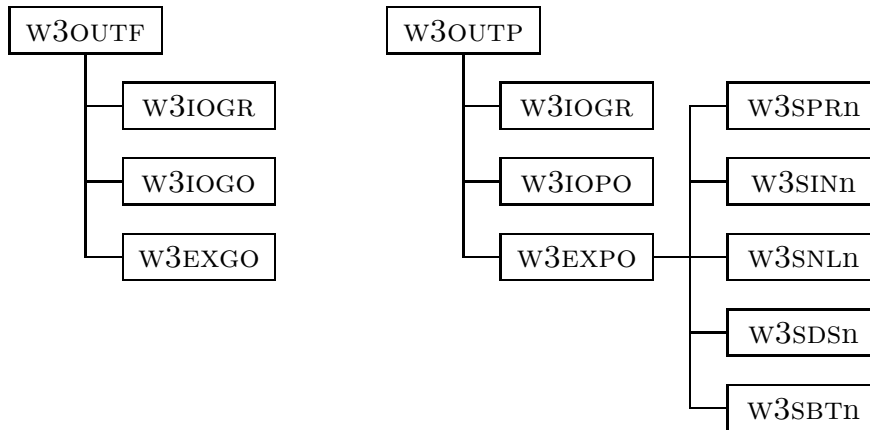 W3OUTF W3OUTP
W3IOGR W3IOGR W3SPRn
W3IOGO W3IOPO W3SINn
W3EXGO W3EXPO W3SNLn
W3SDSn
W3SBTn